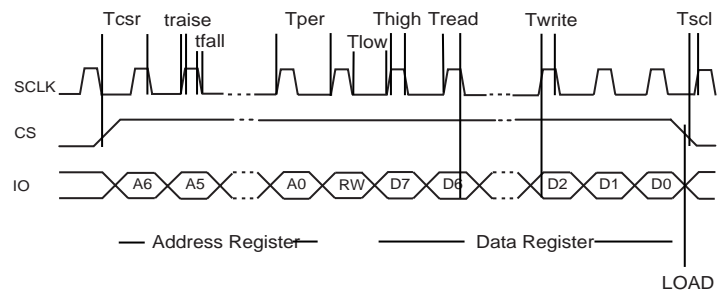 Tcsr traise Tper Thigh Tread Twrite Tscl
tfall Tlow
SCLK
CS
IO A6 A5 A0 RW D7 D6 D2 D1 D0
Address Register Data Register
LOAD